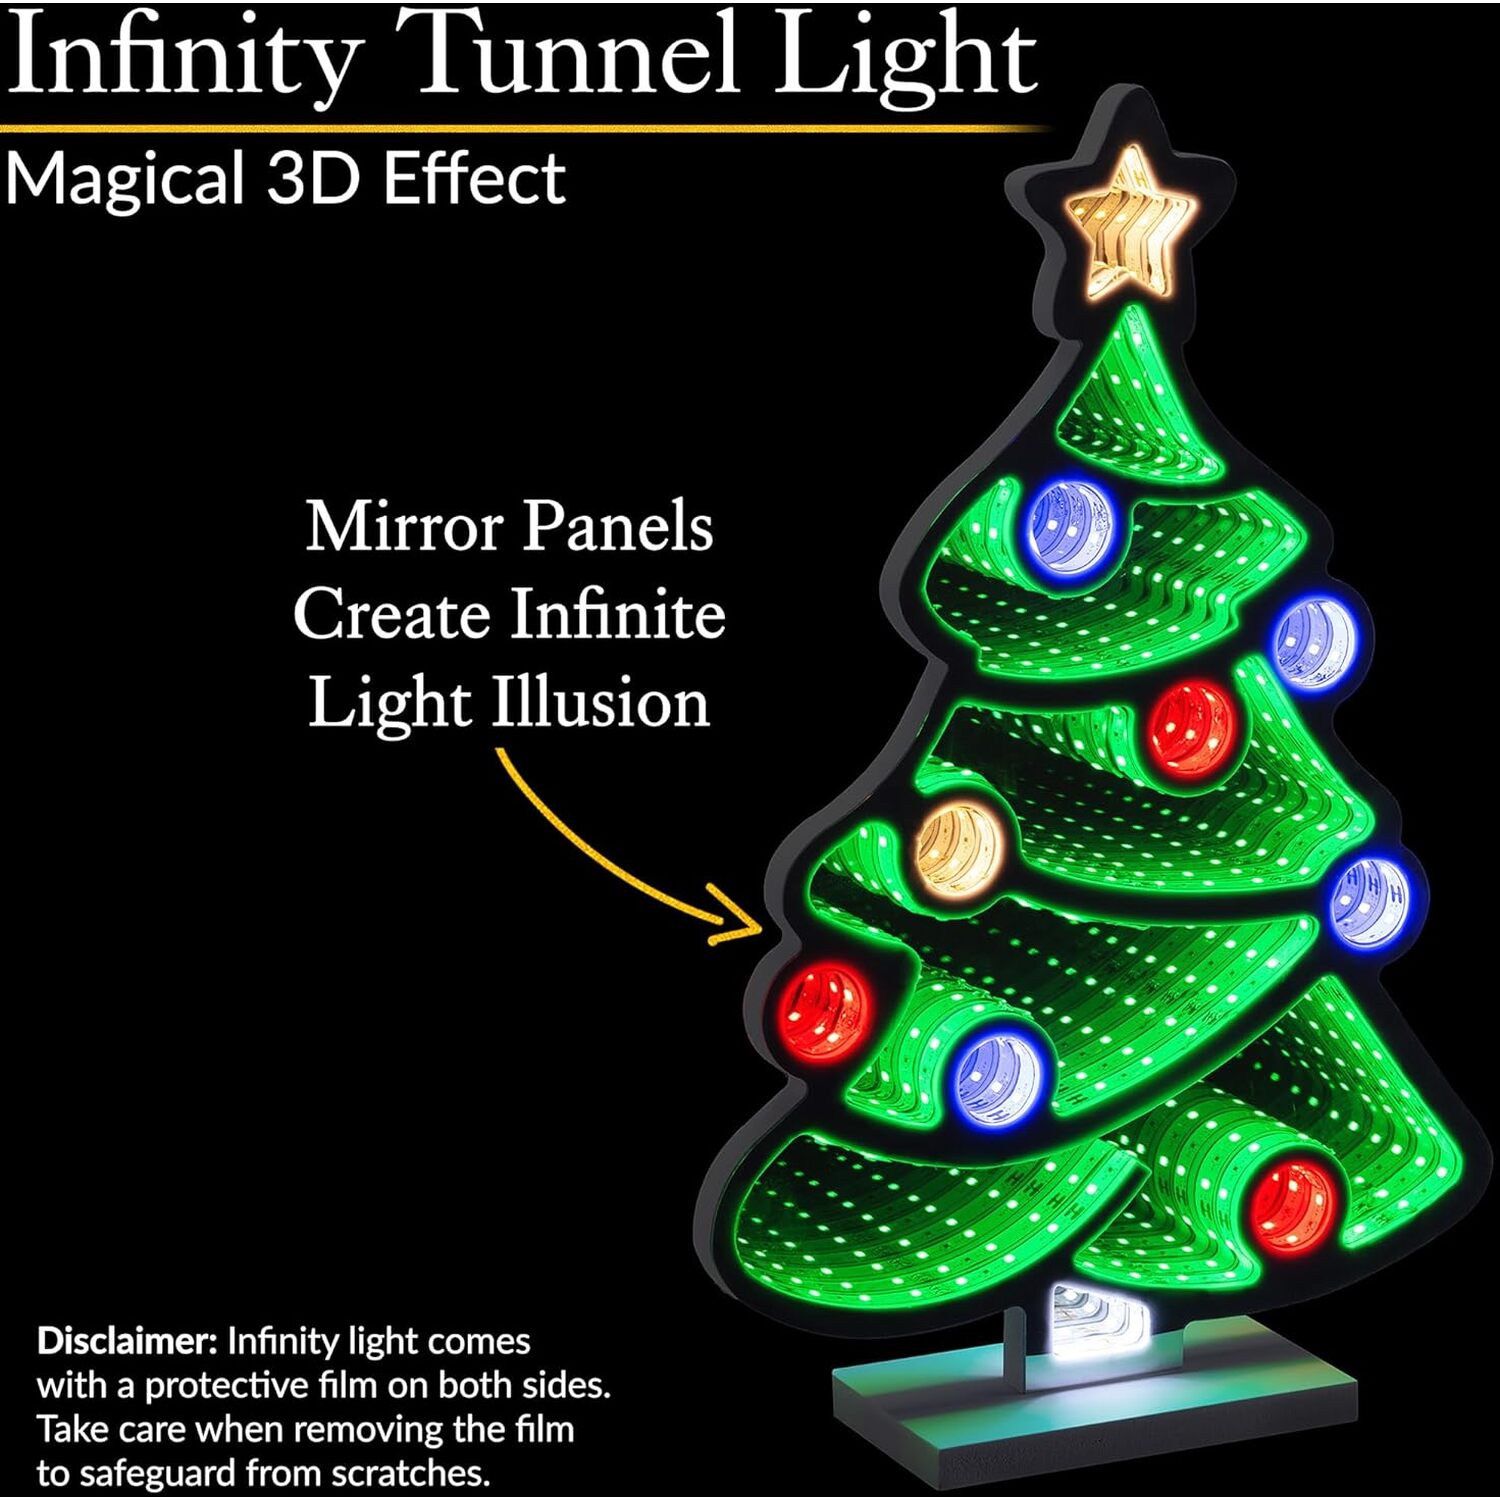 Infinity Tunnel Light
Magical 3D Effect
Mirror Panels
Create Infinite
Light Illusion
Disclaimer: Infinity light comes
with a protective film on both sides.
Take care when removing the film
to safeguard from scratches.